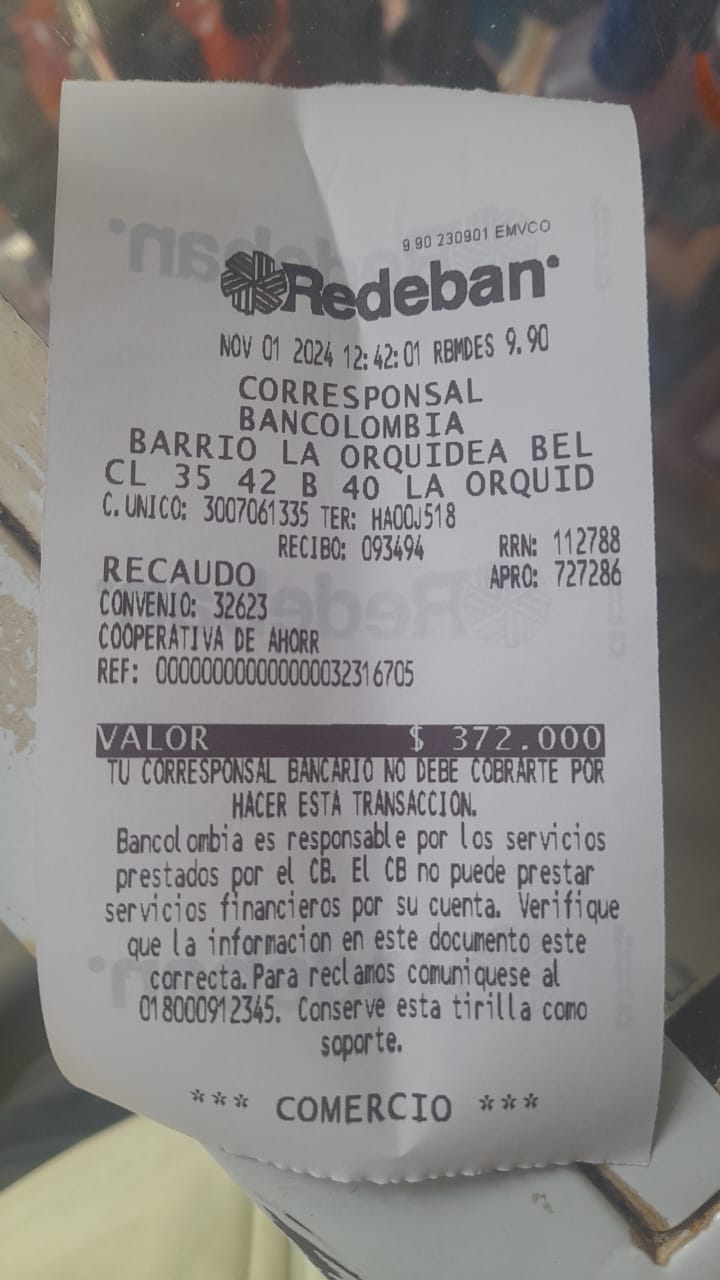 9.90 230901 EMVCO
Redeban
NOV 01 2024 12:42:01 RBMDES 9.90
CORRESPONSAL
BANCOLOMBIA
BARRIO LA ORQUIDEA BEL
CL 35 42 B 40 LA ORQUID
C. UNICO: 3007061335 TER: HA00J518
RECIBO: 093494 RRN: 112788
RECAUDO APRO: 727286
CONVENIO: 32623
COOPERATIVA DE AHORR
REF: 000000000000000032316705
VALOR $ 372.000
TU CORRESPONSAL BANCARIO NO DEBE COBRARTE POR
HACER ESTA TRANSACCION.
Bancolombia es responsable por los servicios
prestados por el CB. El CB no puede prestar
servicios financieros por su cuenta. Verifique
que la informacion en este documento este
correcta. Para reclamos comuniquese al
018000912345. Conserve esta tirilla como
soporte.
*** COMERCIO ***